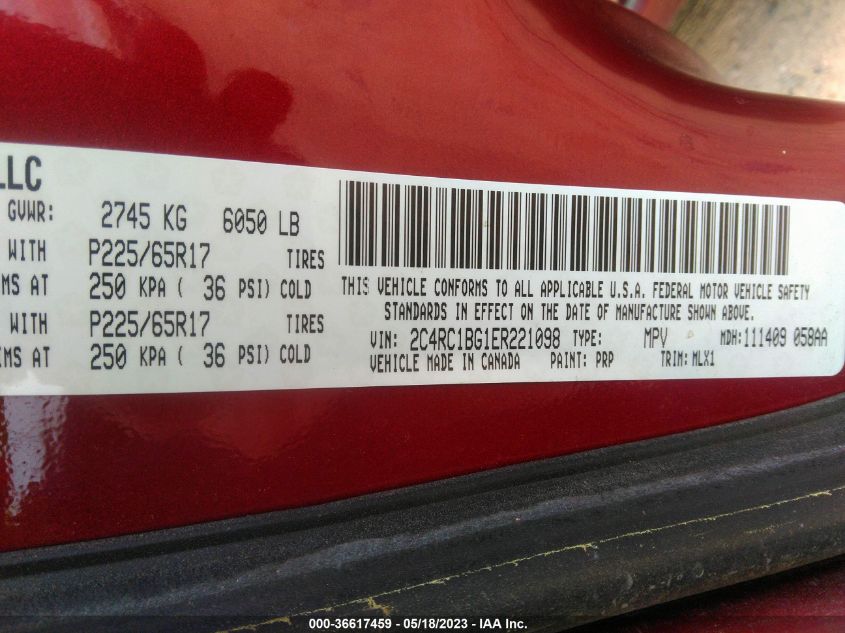 LLC
GVWR: 2745 KG 6050 LB
WITH P225/65R17 TIRES
MS AT 250 KPA ( 36 PSI) COLD
WITH P225/65R17 TIRES
IMS AT 250 KPA ( 36 PSI) COLD
THIS VEHICLE CONFORMS TO ALL APPLICABLE U.S.A. FEDERAL MOTOR VEHICLE SAFETY
STANDARDS IN EFFECT ON THE DATE OF MANUFACTURE SHOWN ABOVE.
VIN: 2C4RC1BG1ER221098 TYPE: MPV MDH:111409 058AA
VEHICLE MADE IN CANADA PAINT: PRP TRIM: MLX1
000-36617459 - 05/18/2023 - IAA Inc.